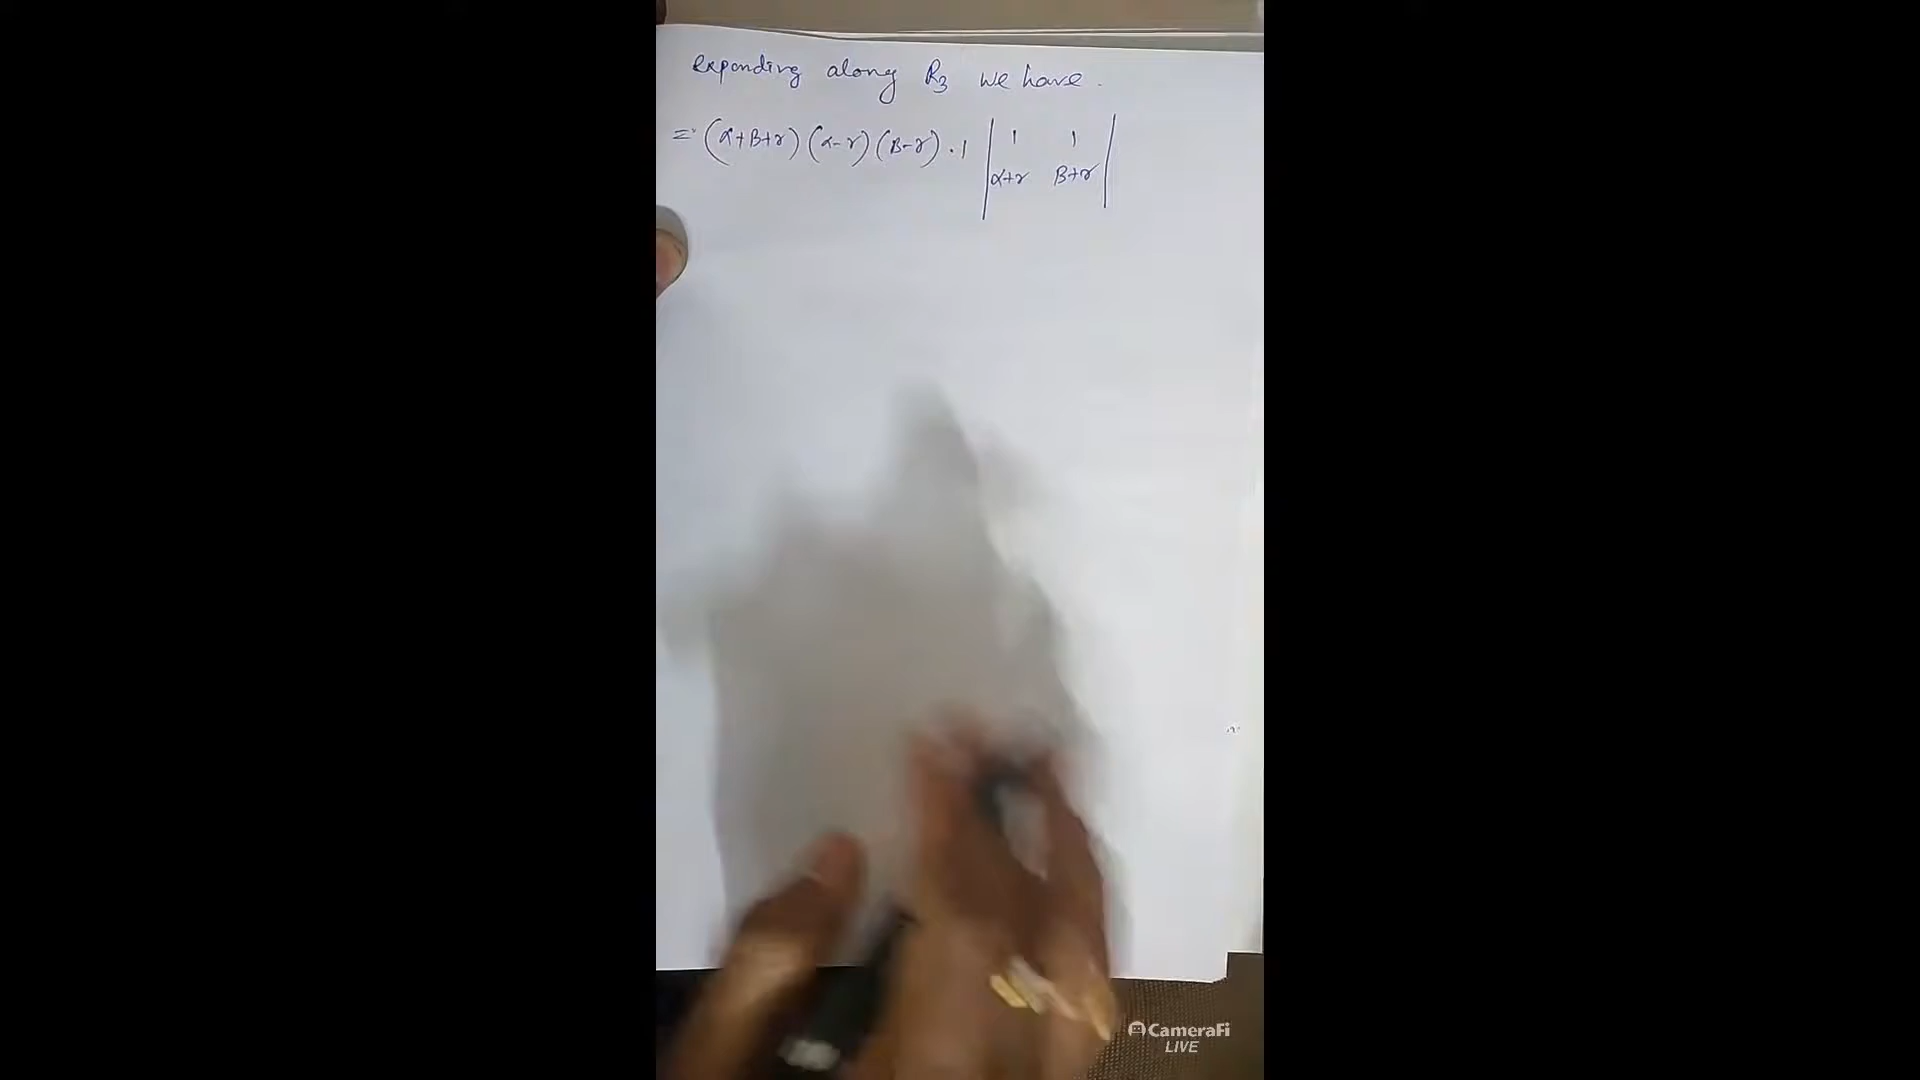 expanding along R3 we have.
= (α+β+γ) (α-γ) (β-γ) . 1 | 1 1 |
| α+γ β+γ |
CameraFi
LIVE